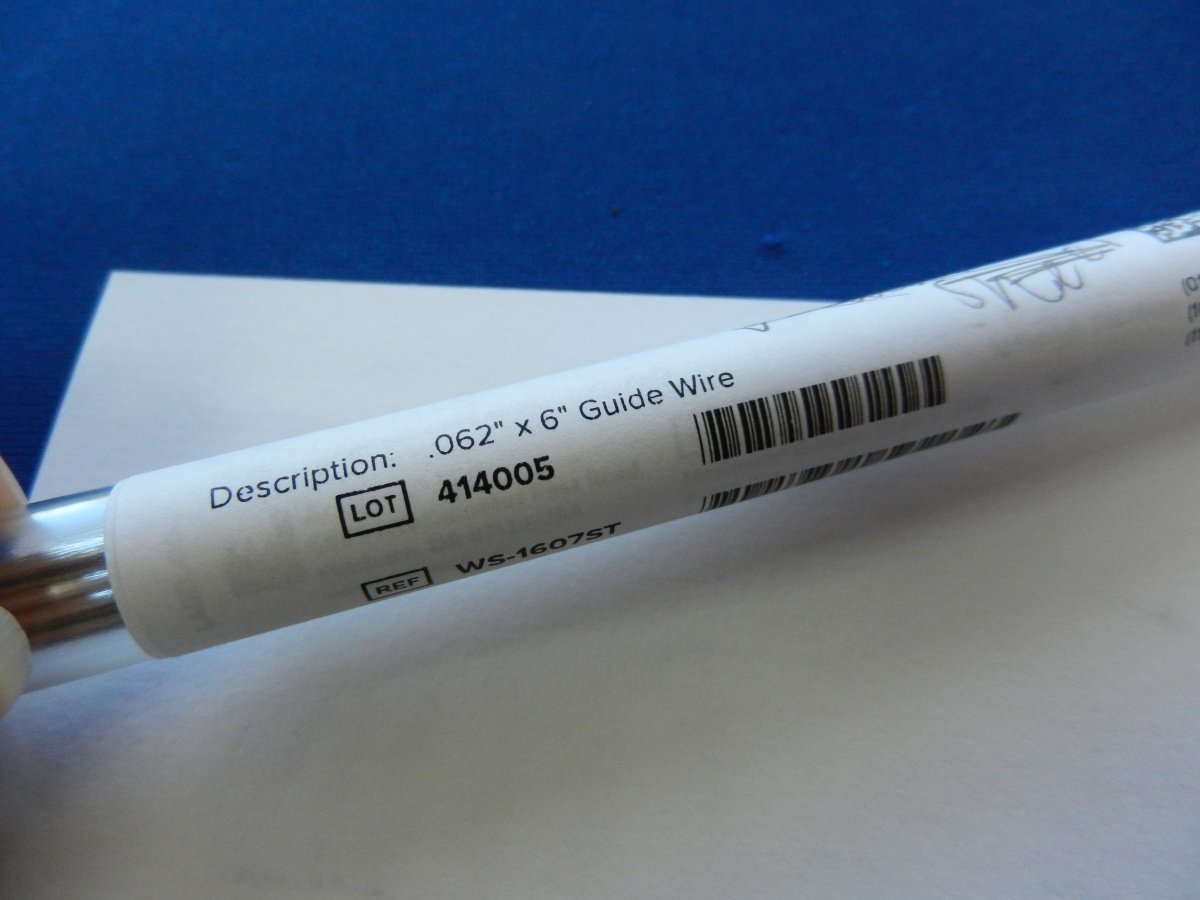 Description: .062" x 6" Guide Wire
LOT 414005
REF WS-1607ST